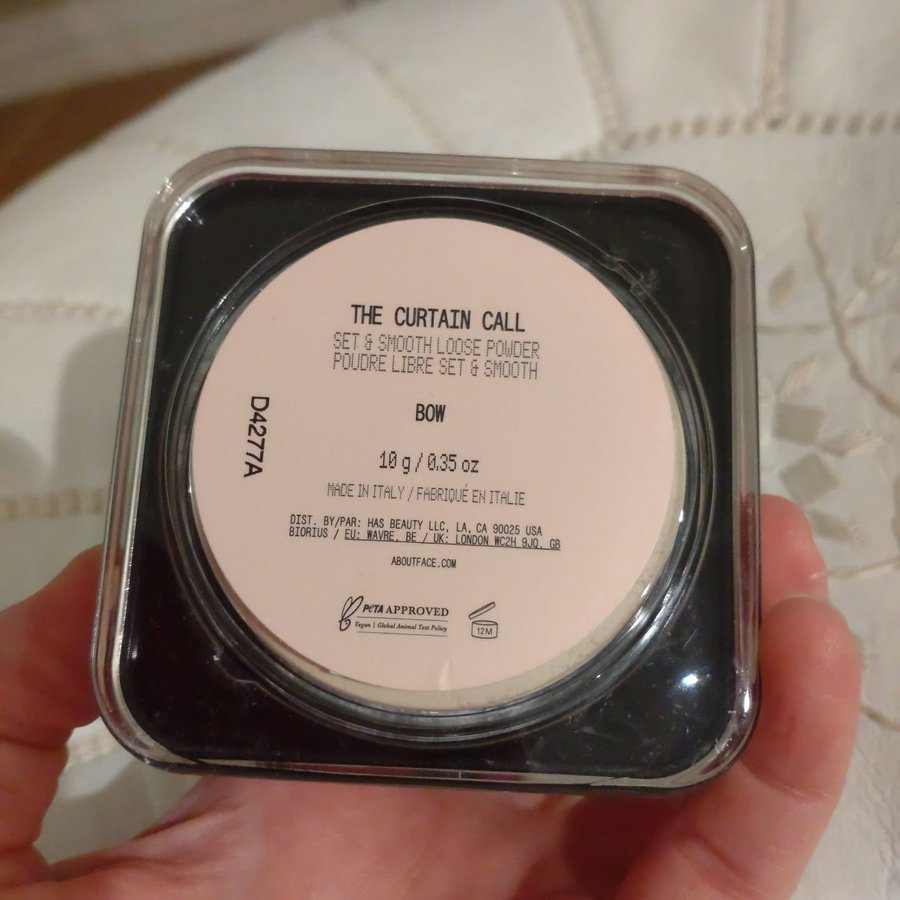 THE CURTAIN CALL
SET & SMOOTH LOOSE POWDER
POUDRE LIBRE SET & SMOOTH
BOW
D4277A
10 g / 0.35 oz
MADE IN ITALY / FABRIQUÉ EN ITALIE
DIST. BY/PAR: HAS BEAUTY LLC, LA, CA 90025 USA
BIORIUS / EU: WAVRE, BE / UK: LONDON WC2H 9JQ, GB
ABOUTFACE.COM
PETA APPROVED
Vegan | Global Animal Test Policy
12M